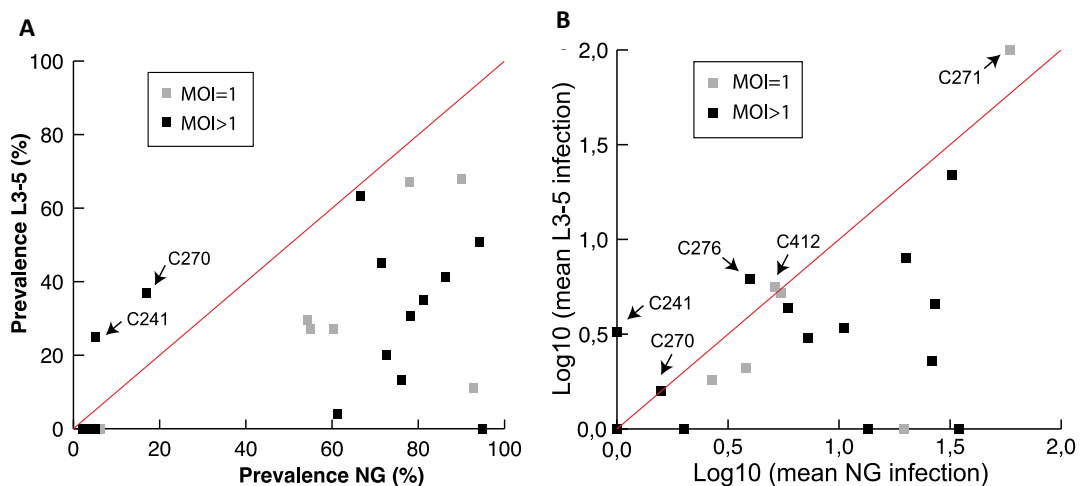 A
Prevalence L3-5 (%)
100
80
60
40
20
0
MOI=1
MOI>1
C270
C241
0
20
40
60
80
100
Prevalence NG (%)
B
Log10 (mean L3-5 infection)
2,0
1,5
1,0
0,5
0,0
MOI=1
MOI>1
C271
C276
C412
C241
C270
0,0
0,5
1,0
1,5
2,0
Log10 (mean NG infection)